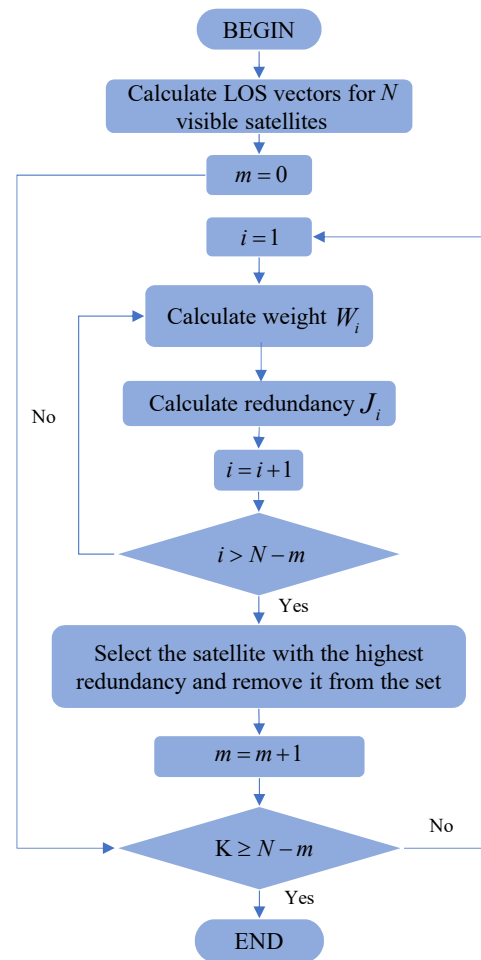 BEGIN
Calculate LOS vectors for N
visible satellites
m = 0
i = 1
Calculate weight W_i
Calculate redundancy J_i
No
i = i + 1
i > N − m
Yes
Select the satellite with the highest
redundancy and remove it from the set
m = m + 1
K ≥ N − m
No
Yes
END